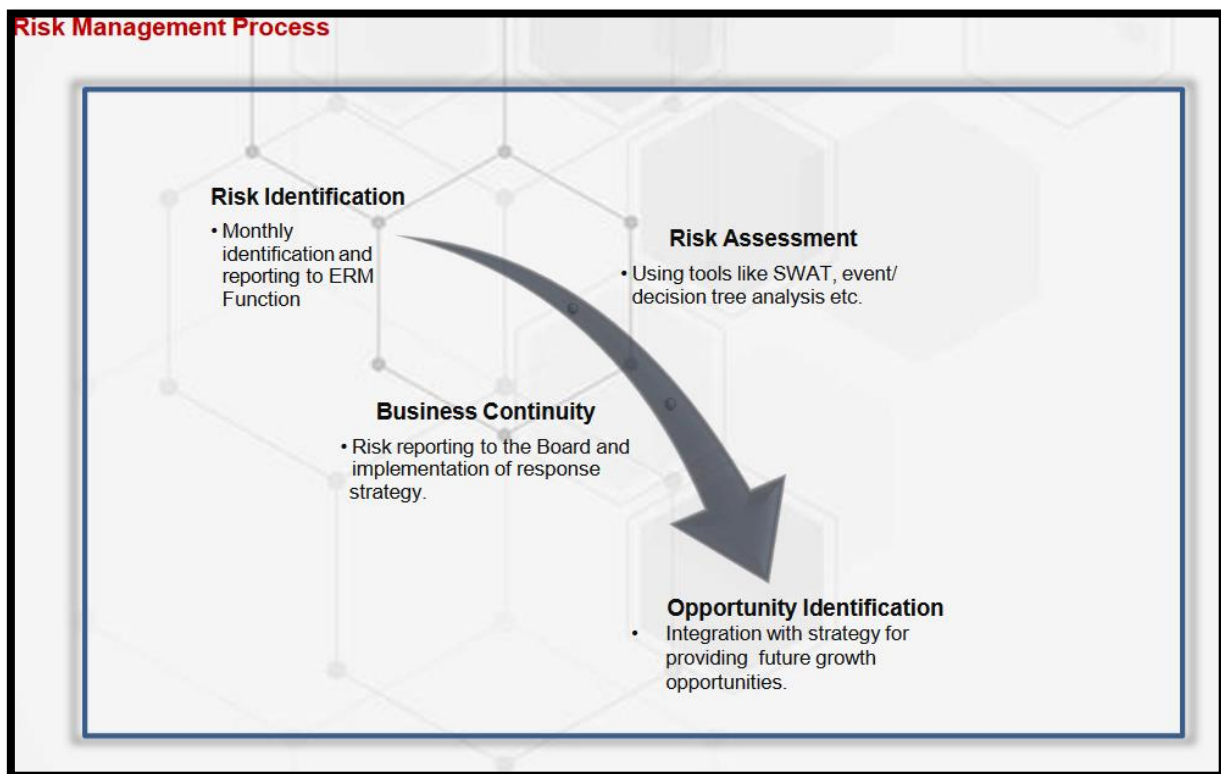 Risk Management Process
Risk Identification
• Monthly
identification and
reporting to ERM
Function
Risk Assessment
• Using tools like SWAT, event/
decision tree analysis etc.
Business Continuity
• Risk reporting to the Board and
implementation of response
strategy.
Opportunity Identification
• Integration with strategy for
providing future growth
opportunities.